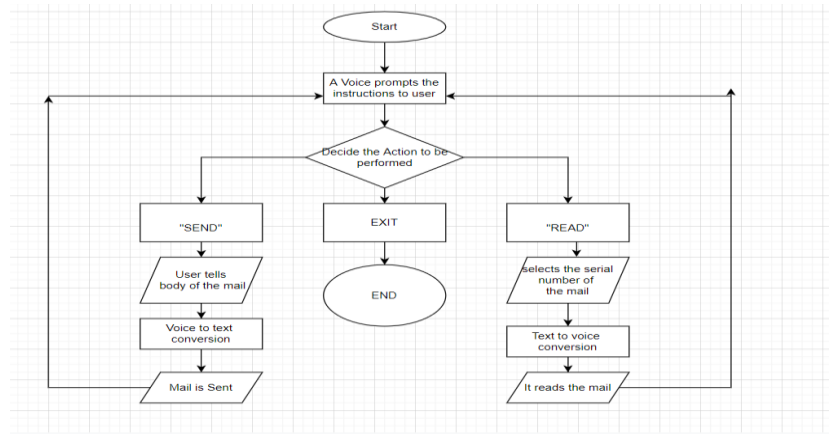 Start
A Voice prompts the
instructions to user
Decide the Action to be
performed
"SEND"
EXIT
"READ"
User tells
body of the mail
selects the serial
number of
the mail
END
Voice to text
conversion
Text to voice
conversion
Mail is Sent
It reads the mail